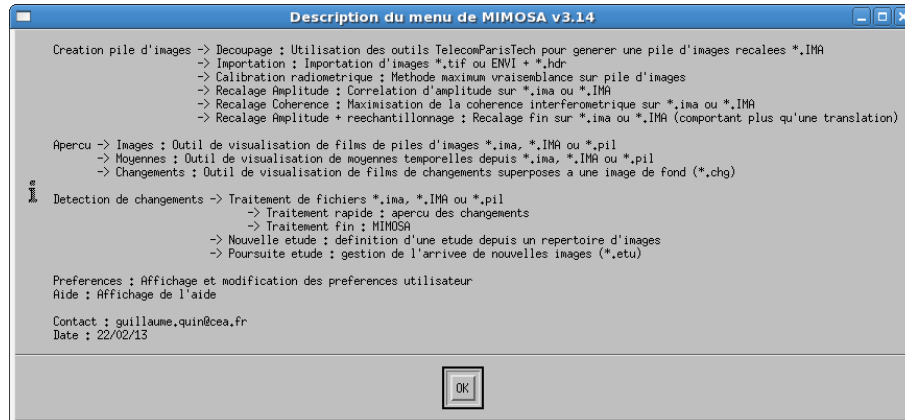 Description du menu de MIMOSA v3.14
Creation pile d'images -> Decoupage : Utilisation des outils TelecomParisTech pour generer une pile d'images recalees *.IMA
-> Importation : Importation d'images *.tif ou ENVI + *.hdr
-> Calibration radiometrique : Methode maximum vraisemblance sur pile d'images
-> Recalage Amplitude : Correlation d'amplitude sur *.ima ou *.IMA
-> Recalage Coherence : Maximisation de la coherence interferometrique sur *.ima ou *.IMA
-> Recalage Amplitude + reechantillonnage : Recalage fin sur *.ima ou *.IMA (comportant plus qu'une translation)
Apercu -> Images : Outil de visualisation de films de piles d'images *.ima, *.IMA ou *.pil
-> Moyennes : Outil de visualisation de moyennes temporelles depuis *.ima, *.IMA ou *.pil
-> Changements : Outil de visualisation de films de changements superposes a une image de fond (*.chg)
Detection de changements -> Traitement de fichiers *.ima, *.IMA ou *.pil
-> Traitement rapide : apercu des changements
-> Traitement fin : MIMOSA
-> Nouvelle etude : definition d'une etude depuis un repertoire d'images
-> Poursuite etude : gestion de l'arrivee de nouvelles images (*.etu)
Preferences : Affichage et modification des preferences utilisateur
Aide : Affichage de l'aide
Contact : guillaume.quin@cea.fr
Date : 22/02/13
OK